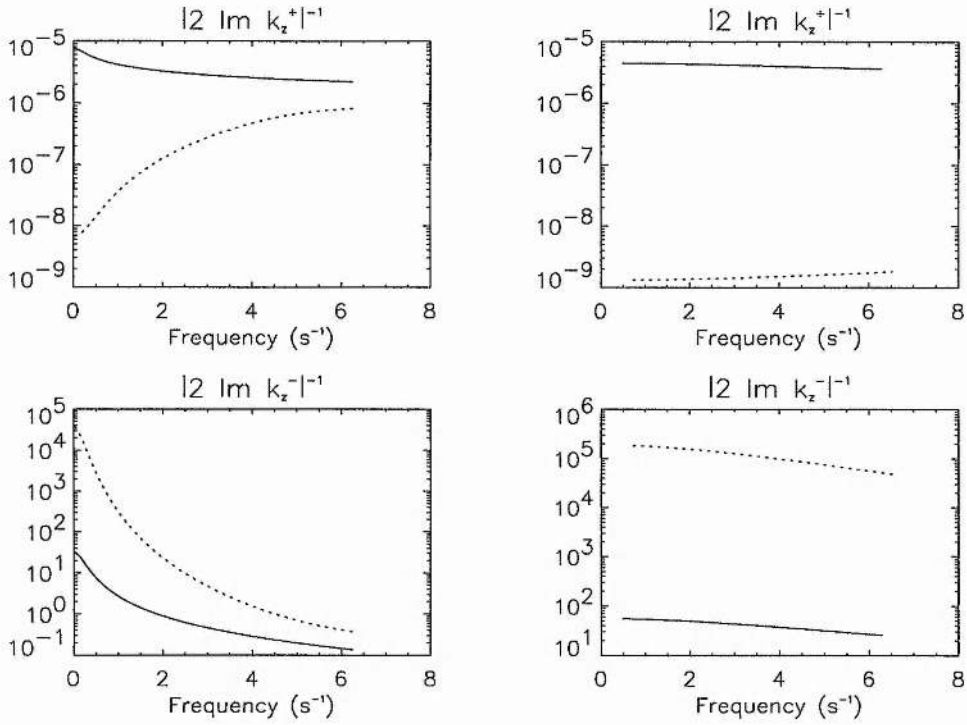 |2 Im k_z^+|^-1
10^-5
10^-6
10^-7
10^-8
10^-9
0 2 4 6 8
Frequency (s^-1)
|2 Im k_z^+|^-1
10^-5
10^-6
10^-7
10^-8
10^-9
0 2 4 6 8
Frequency (s^-1)
|2 Im k_z^-|^-1
10^5
10^4
10^3
10^2
10^1
10^0
10^-1
0 2 4 6 8
Frequency (s^-1)
|2 Im k_z^-|^-1
10^6
10^5
10^4
10^3
10^2
10^1
0 2 4 6 8
Frequency (s^-1)